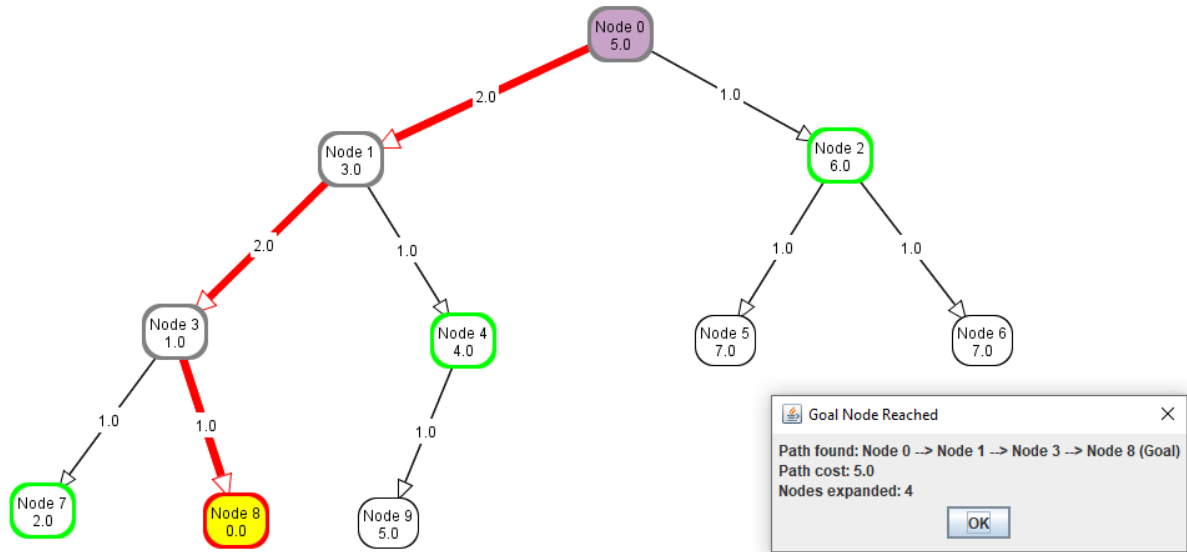 Node 0
5.0
2.0
1.0
Node 1
3.0
Node 2
6.0
2.0
1.0
1.0
1.0
Node 3
1.0
Node 4
4.0
Node 5
7.0
Node 6
7.0
1.0
1.0
1.0
Node 7
2.0
Node 8
0.0
Node 9
5.0
Goal Node Reached
Path found: Node 0 --> Node 1 --> Node 3 --> Node 8 (Goal)
Path cost: 5.0
Nodes expanded: 4
OK